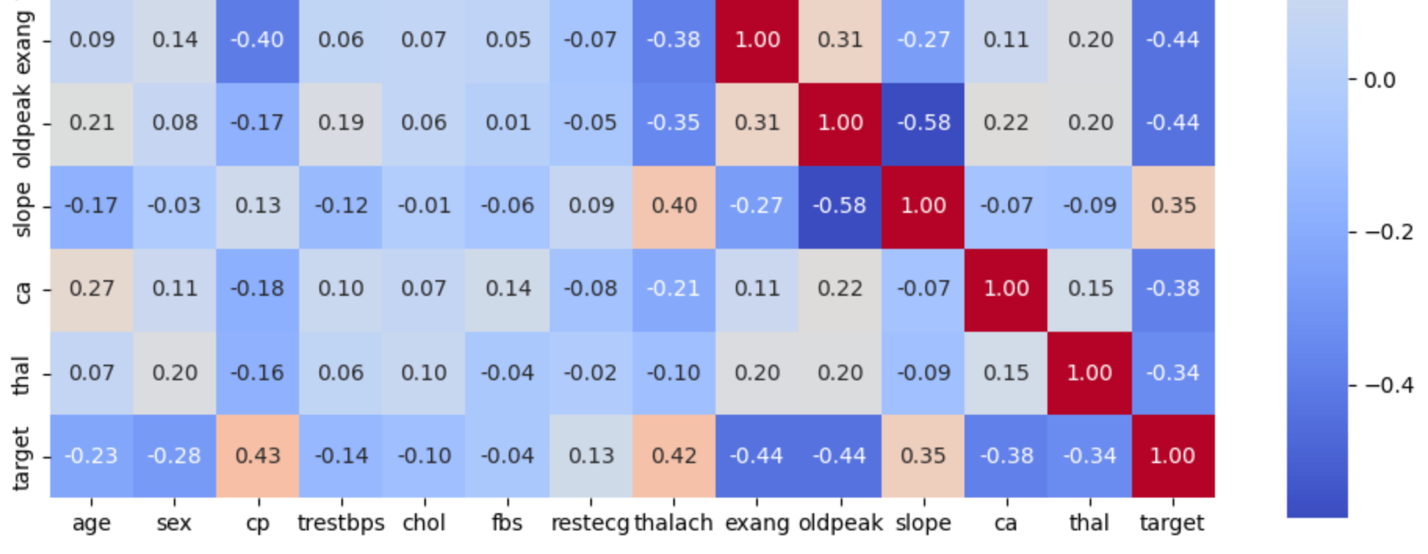 exang 0.09 0.14 -0.40 0.06 0.07 0.05 -0.07 -0.38 1.00 0.31 -0.27 0.11 0.20 -0.44
oldpeak 0.21 0.08 -0.17 0.19 0.06 0.01 -0.05 -0.35 0.31 1.00 -0.58 0.22 0.20 -0.44
slope -0.17 -0.03 0.13 -0.12 -0.01 -0.06 0.09 0.40 -0.27 -0.58 1.00 -0.07 -0.09 0.35
ca 0.27 0.11 -0.18 0.10 0.07 0.14 -0.08 -0.21 0.11 0.22 -0.07 1.00 0.15 -0.38
thal 0.07 0.20 -0.16 0.06 0.10 -0.04 -0.02 -0.10 0.20 0.20 -0.09 0.15 1.00 -0.34
target -0.23 -0.28 0.43 -0.14 -0.10 -0.04 0.13 0.42 -0.44 -0.44 0.35 -0.38 -0.34 1.00
age sex cp trestbps chol fbs restecg thalach exang oldpeak slope ca thal target
0.0
−0.2
−0.4